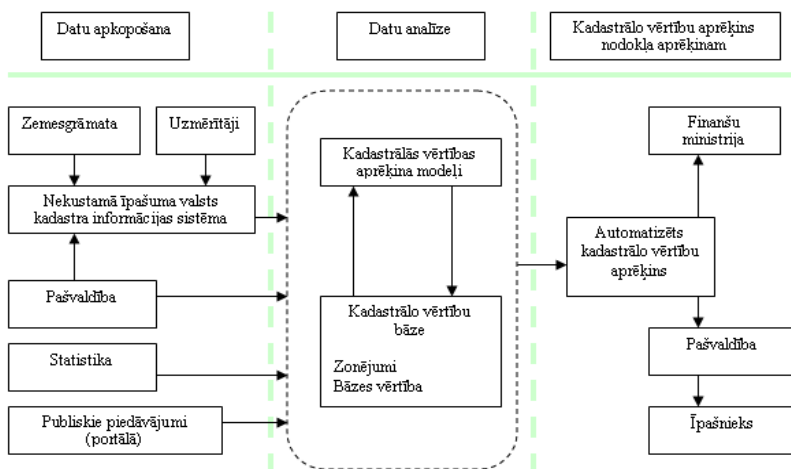 Datu apkopošana
Datu analīze
Kadastrālo vērtību aprēķins
nodokļa aprēķinam
Zemesgrāmata
Uzmērītāji
Nekustamā īpašuma valsts
kadastra informācijas sistēma
Pašvaldība
Statistika
Publiskie piedāvājumi
(portālā)
Kadastrālās vērtības
aprēķina modeļi
Kadastrālo vērtību
bāze
Zonējumi
Bāzes vērtība
Finanšu
ministrija
Automatizēts
kadastrālo vērtību
aprēķins
Pašvaldība
Īpašnieks